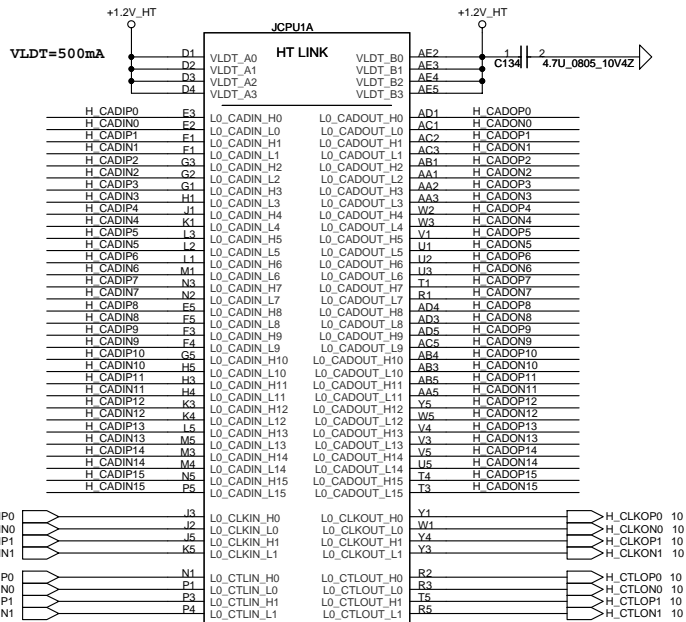 +1.2V_HT +1.2V_HT
JCPU1A
VLDT=500mA HT LINK
D1 VLDT_A0 VLDT_B0 AE2 1 C134 2 4.7U_0805_10V4Z
D2 VLDT_A1 VLDT_B1 AE3
D3 VLDT_A2 VLDT_B2 AE4
D4 VLDT_A3 VLDT_B3 AE5
H_CADIP0 E3 L0_CADIN_H0 L0_CADOUT_H0 AD1 H_CADOP0
H_CADIN0 E2 L0_CADIN_L0 L0_CADOUT_L0 AC1 H_CADON0
H_CADIP1 E1 L0_CADIN_H1 L0_CADOUT_H1 AC2 H_CADOP1
H_CADIN1 F1 L0_CADIN_L1 L0_CADOUT_L1 AC3 H_CADON1
H_CADIP2 G3 L0_CADIN_H2 L0_CADOUT_H2 AB1 H_CADOP2
H_CADIN2 G2 L0_CADIN_L2 L0_CADOUT_L2 AA1 H_CADON2
H_CADIP3 G1 L0_CADIN_H3 L0_CADOUT_H3 AA2 H_CADOP3
H_CADIN3 H1 L0_CADIN_L3 L0_CADOUT_L3 AA3 H_CADON3
H_CADIP4 J1 L0_CADIN_H4 L0_CADOUT_H4 W2 H_CADOP4
H_CADIN4 K1 L0_CADIN_L4 L0_CADOUT_L4 W3 H_CADON4
H_CADIP5 L3 L0_CADIN_H5 L0_CADOUT_H5 V1 H_CADOP5
H_CADIN5 L2 L0_CADIN_L5 L0_CADOUT_L5 U1 H_CADON5
H_CADIP6 L1 L0_CADIN_H6 L0_CADOUT_H6 U2 H_CADOP6
H_CADIN6 M1 L0_CADIN_L6 L0_CADOUT_L6 U3 H_CADON6
H_CADIP7 N3 L0_CADIN_H7 L0_CADOUT_H7 T1 H_CADOP7
H_CADIN7 N2 L0_CADIN_L7 L0_CADOUT_L7 R1 H_CADON7
H_CADIP8 E5 L0_CADIN_H8 L0_CADOUT_H8 AD4 H_CADOP8
H_CADIN8 F5 L0_CADIN_L8 L0_CADOUT_L8 AD3 H_CADON8
H_CADIP9 F3 L0_CADIN_H9 L0_CADOUT_H9 AD5 H_CADOP9
H_CADIN9 F4 L0_CADIN_L9 L0_CADOUT_L9 AC5 H_CADON9
H_CADIP10 G5 L0_CADIN_H10 L0_CADOUT_H10 AB4 H_CADOP10
H_CADIN10 H5 L0_CADIN_L10 L0_CADOUT_L10 AB3 H_CADON10
H_CADIP11 H3 L0_CADIN_H11 L0_CADOUT_H11 AB5 H_CADOP11
H_CADIN11 H4 L0_CADIN_L11 L0_CADOUT_L11 AA5 H_CADON11
H_CADIP12 K3 L0_CADIN_H12 L0_CADOUT_H12 Y5 H_CADOP12
H_CADIN12 K4 L0_CADIN_L12 L0_CADOUT_L12 W5 H_CADON12
H_CADIP13 L5 L0_CADIN_H13 L0_CADOUT_H13 V4 H_CADOP13
H_CADIN13 M5 L0_CADIN_L13 L0_CADOUT_L13 V3 H_CADON13
H_CADIP14 M3 L0_CADIN_H14 L0_CADOUT_H14 V5 H_CADOP14
H_CADIN14 M4 L0_CADIN_L14 L0_CADOUT_L14 U5 H_CADON14
H_CADIP15 N5 L0_CADIN_H15 L0_CADOUT_H15 T4 H_CADOP15
H_CADIN15 P5 L0_CADIN_L15 L0_CADOUT_L15 T3 H_CADON15
IP0 J3 L0_CLKIN_H0 L0_CLKOUT_H0 Y1 H_CLKOP0 10
IN0 J2 L0_CLKIN_L0 L0_CLKOUT_L0 W1 H_CLKON0 10
IP1 J5 L0_CLKIN_H1 L0_CLKOUT_H1 Y4 H_CLKOP1 10
IN1 K5 L0_CLKIN_L1 L0_CLKOUT_L1 Y3 H_CLKON1 10
P0 N1 L0_CTLIN_H0 L0_CTLOUT_H0 R2 H_CTLOP0 10
N0 P1 L0_CTLIN_L0 L0_CTLOUT_L0 R3 H_CTLON0 10
P1 P3 L0_CTLIN_H1 L0_CTLOUT_H1 T5 H_CTLOP1 10
N1 P4 L0_CTLIN_L1 L0_CTLOUT_L1 R5 H_CTLON1 10